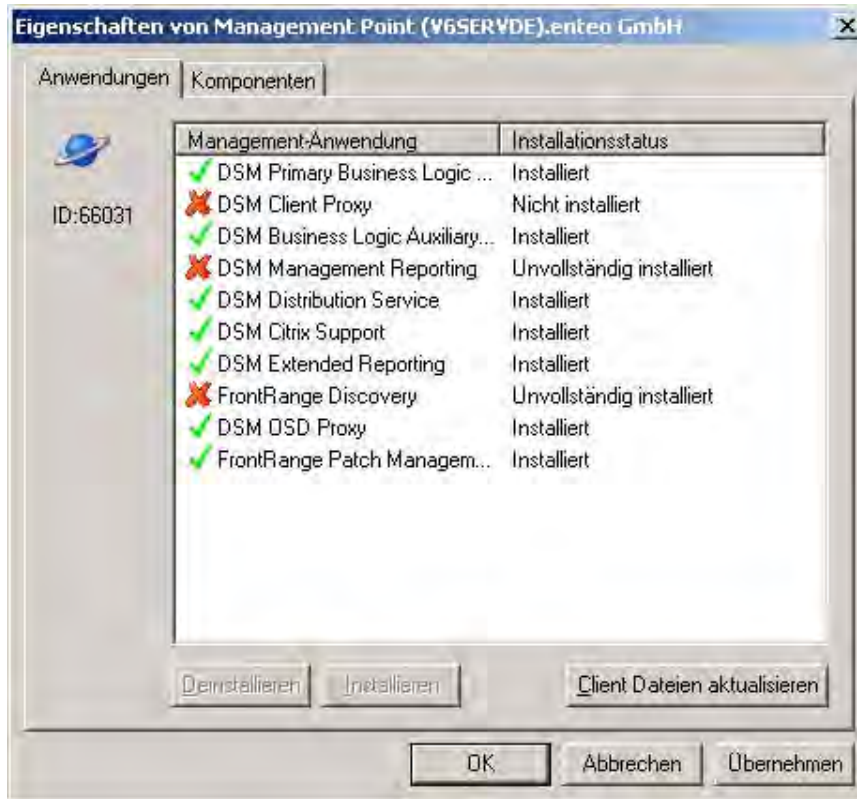 Eigenschaften von Management Point (V6SERVDE).enteo GmbH
Anwendungen Komponenten
ID:66031
Management-Anwendung Installationsstatus
DSM Primary Business Logic ... Installiert
DSM Client Proxy Nicht installiert
DSM Business Logic Auxiliary... Installiert
DSM Management Reporting Unvollständig installiert
DSM Distribution Service Installiert
DSM Citrix Support Installiert
DSM Extended Reporting Installiert
FrontRange Discovery Unvollständig installiert
DSM OSD Proxy Installiert
FrontRange Patch Managem... Installiert
Deinstallieren Installieren Client Dateien aktualisieren
OK Abbrechen Übernehmen